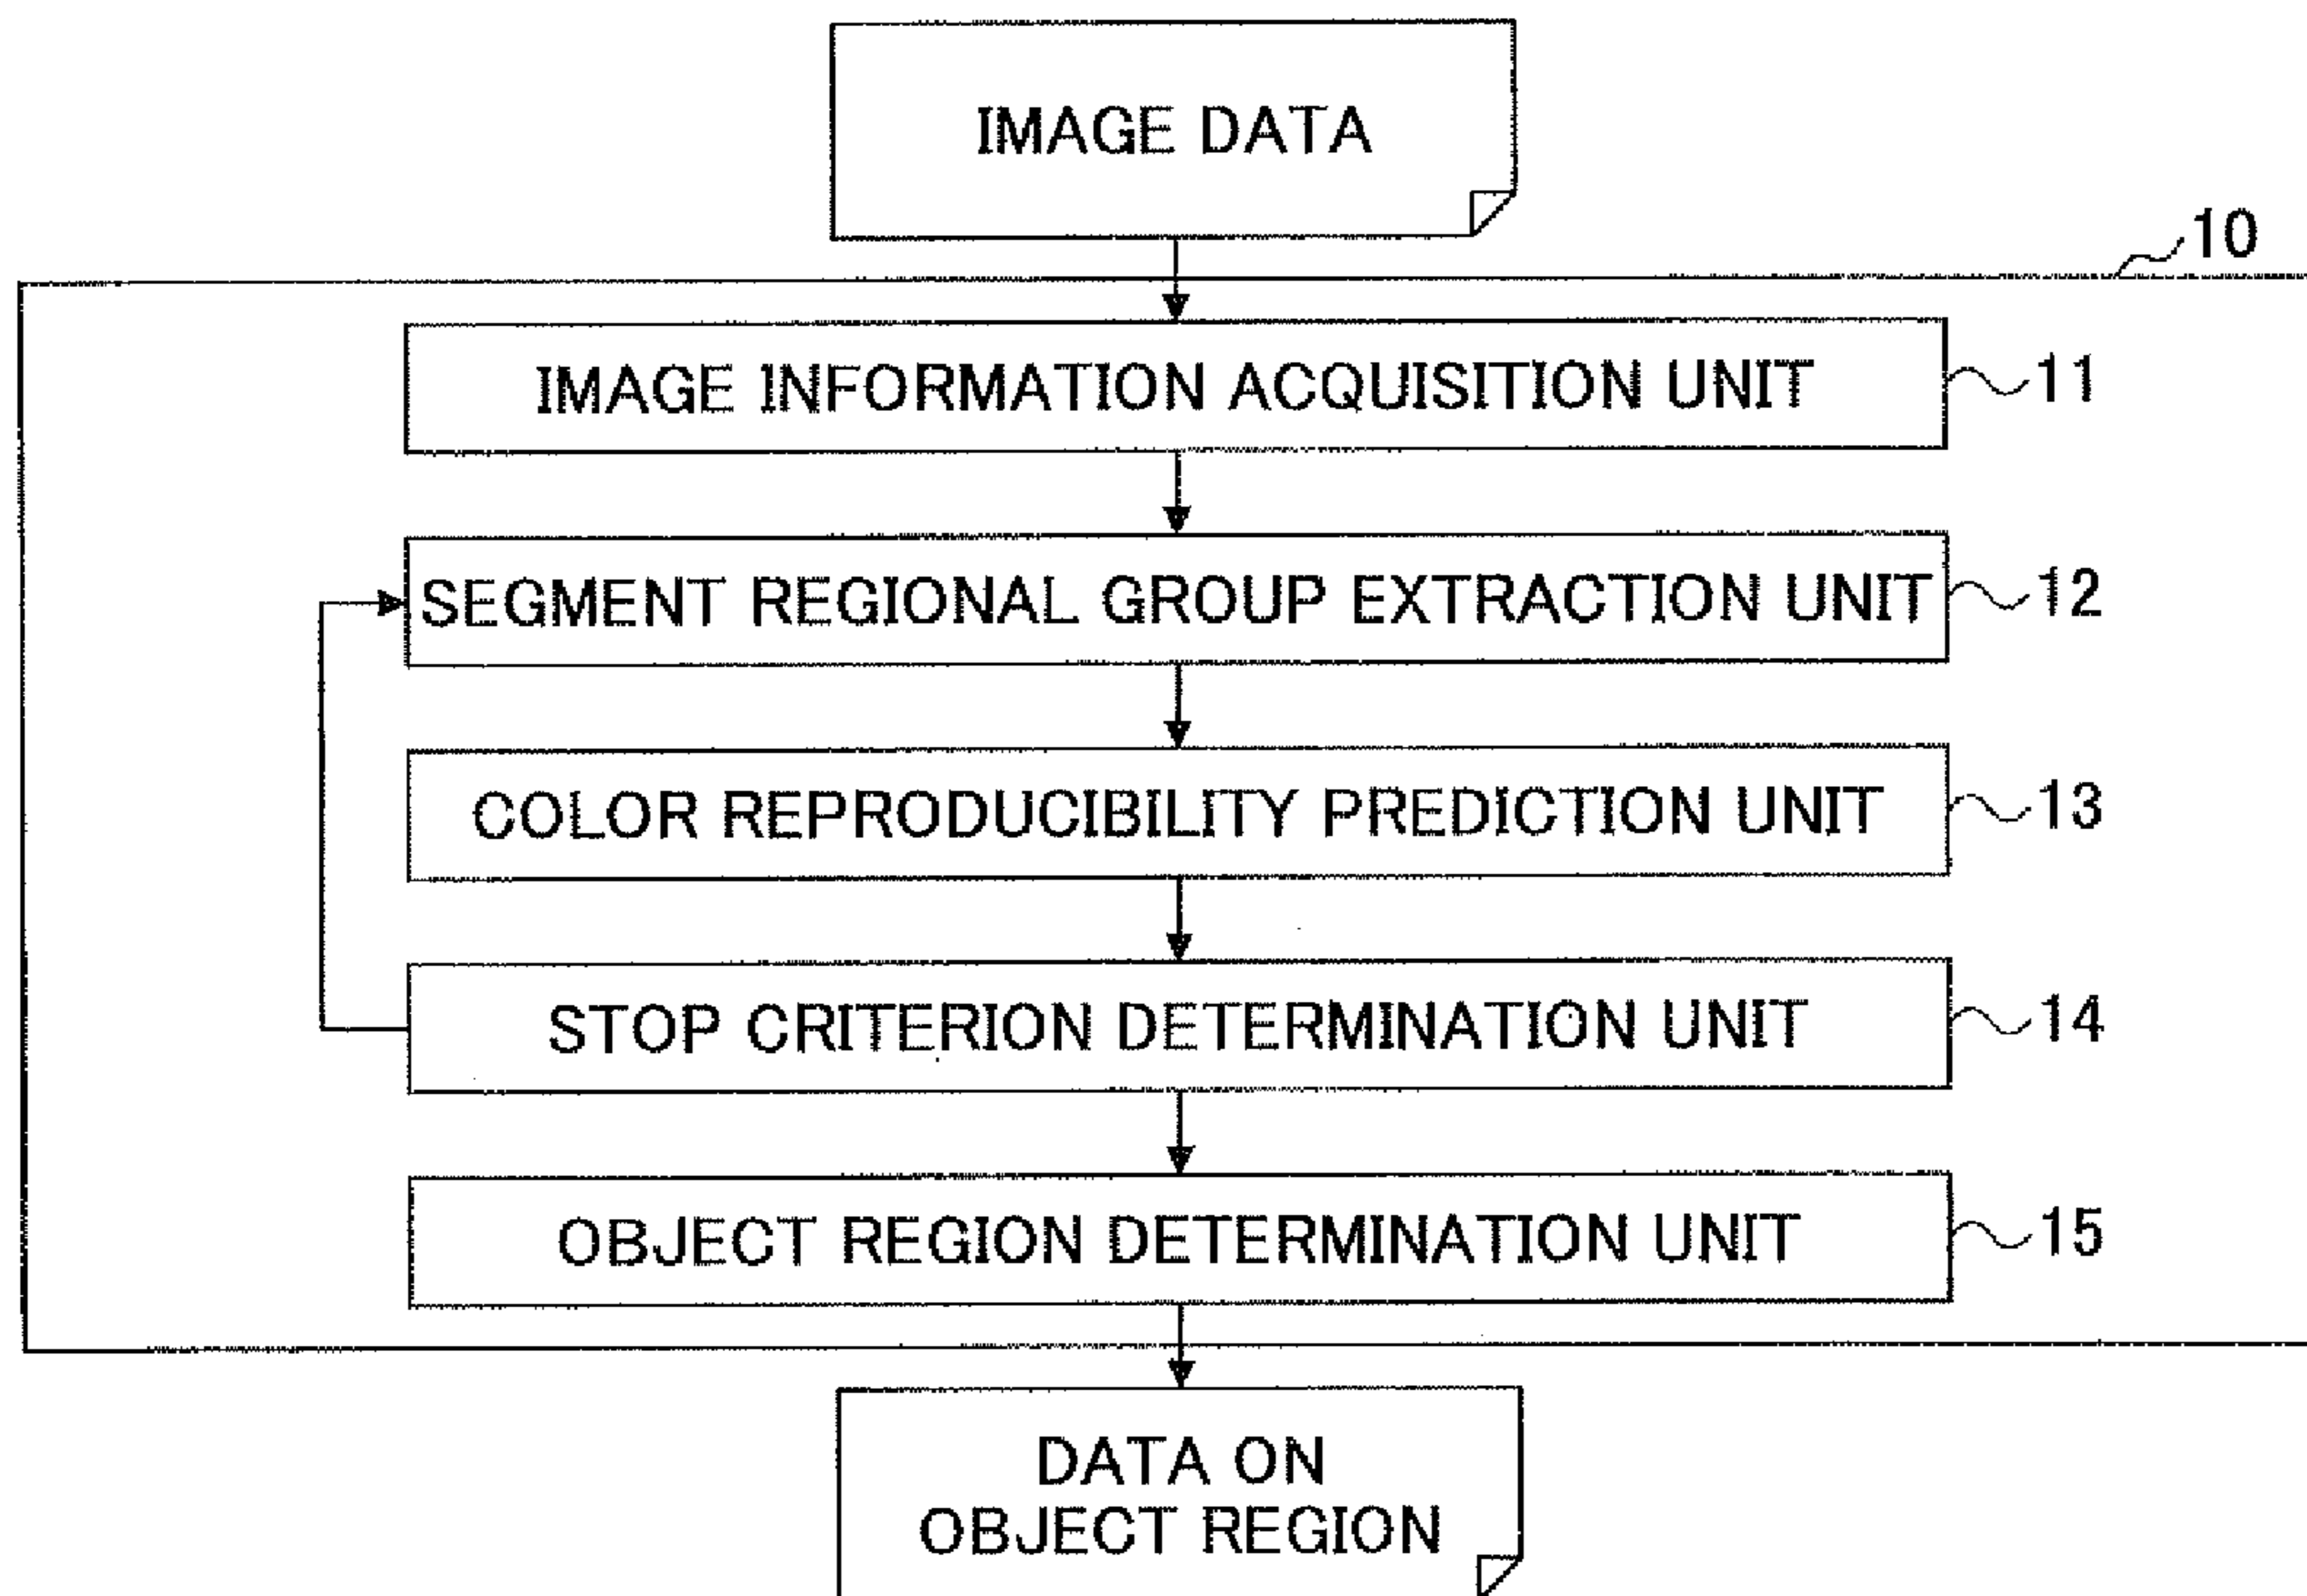 IMAGE DATA
10
IMAGE INFORMATION ACQUISITION UNIT 11
SEGMENT REGIONAL GROUP EXTRACTION UNIT 12
COLOR REPRODUCIBILITY PREDICTION UNIT 13
STOP CRITERION DETERMINATION UNIT 14
OBJECT REGION DETERMINATION UNIT 15
DATA ON
OBJECT REGION